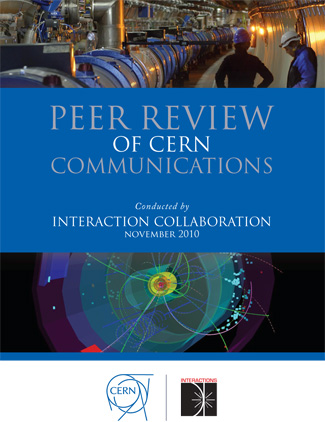 PEER REVIEW
OF CERN
COMMUNICATIONS
Conducted by
INTERACTION COLLABORATION
NOVEMBER 2010
CERN
INTERACTIONS